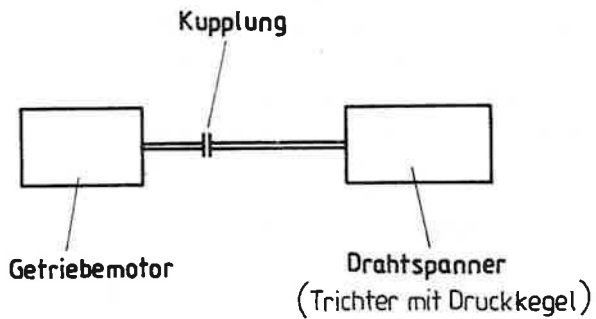 Kupplung
Getriebemotor
Drahtspanner
(Trichter mit Druckkegel)